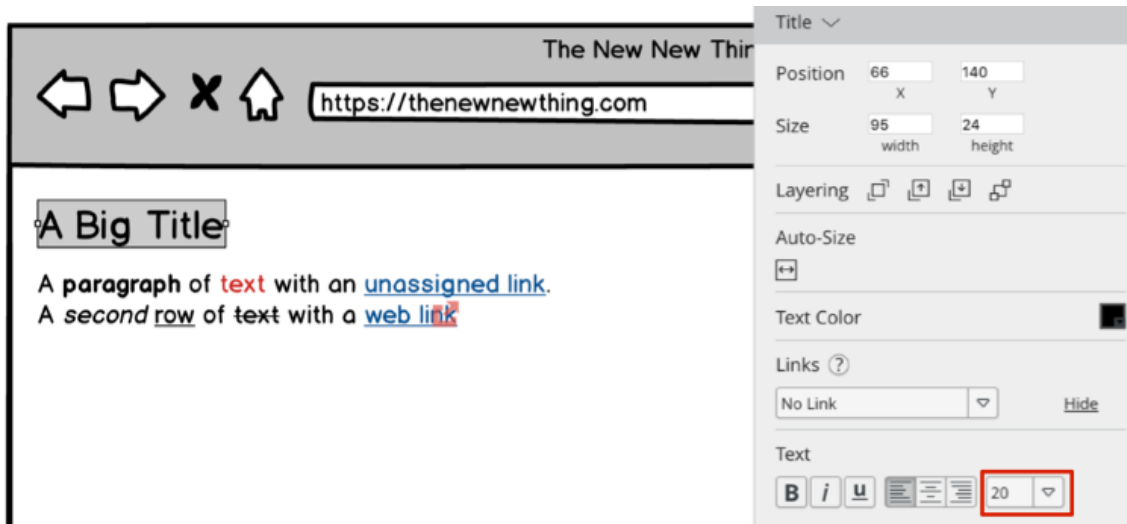 The New New Thin
https://thenewnewthing.com
A Big Title
A paragraph of text with an unassigned link.
A second row of text with a web link
Title
Position 66 140
X Y
Size 95 24
width height
Layering
Auto-Size
Text Color
Links ?
No Link Hide
Text
B i u 20